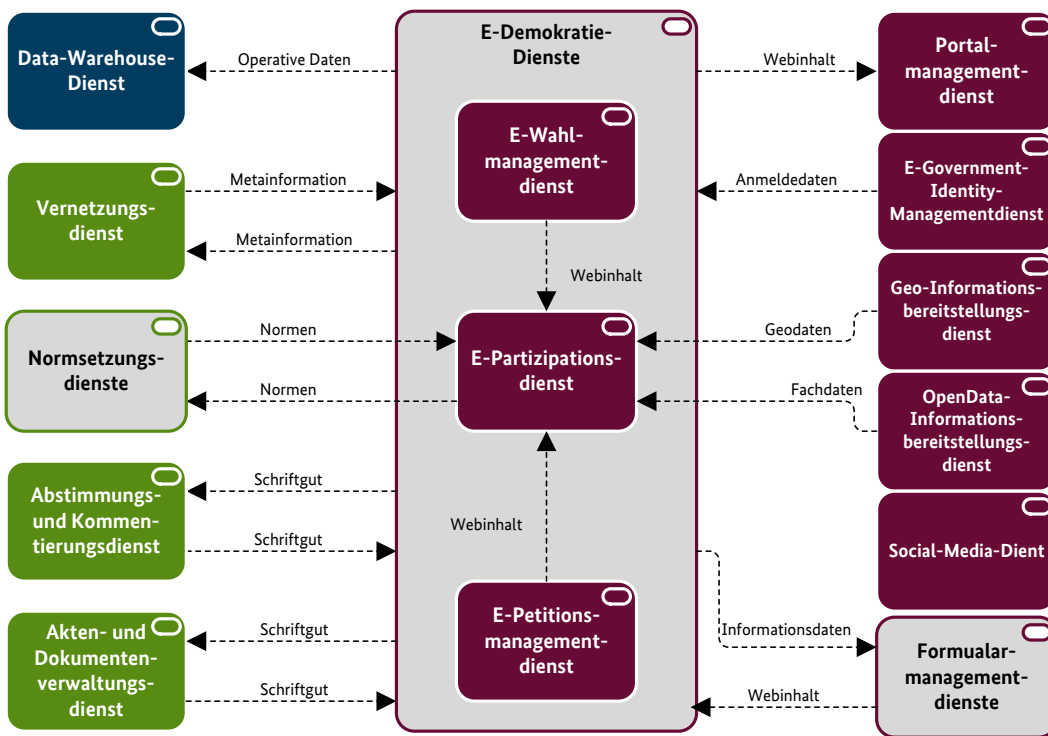 Data-Warehouse-
Dienst
Operative Daten
E-Demokratie-
Dienste
Webinhalt
Portal-
management-
dienst
E-Wahl-
management-
dienst
Vernetzungs-
dienst
Metainformation
Metainformation
Anmeldedaten
E-Government-
Identity-
Managementdienst
Webinhalt
Normsetzungs-
dienste
Normen
Normen
E-Partizipations-
dienst
Geodaten
Geo-Informations-
bereitstellungs-
dienst
Fachdaten
OpenData-
Informations-
bereitstellungs-
dienst
Abstimmungs-
und Kommen-
tierungsdienst
Schriftgut
Schriftgut
Webinhalt
Social-Media-Dient
Akten- und
Dokumenten-
verwaltungs-
dienst
Schriftgut
Schriftgut
E-Petitions-
management-
dienst
Informationsdaten
Webinhalt
Formualar-
management-
dienste